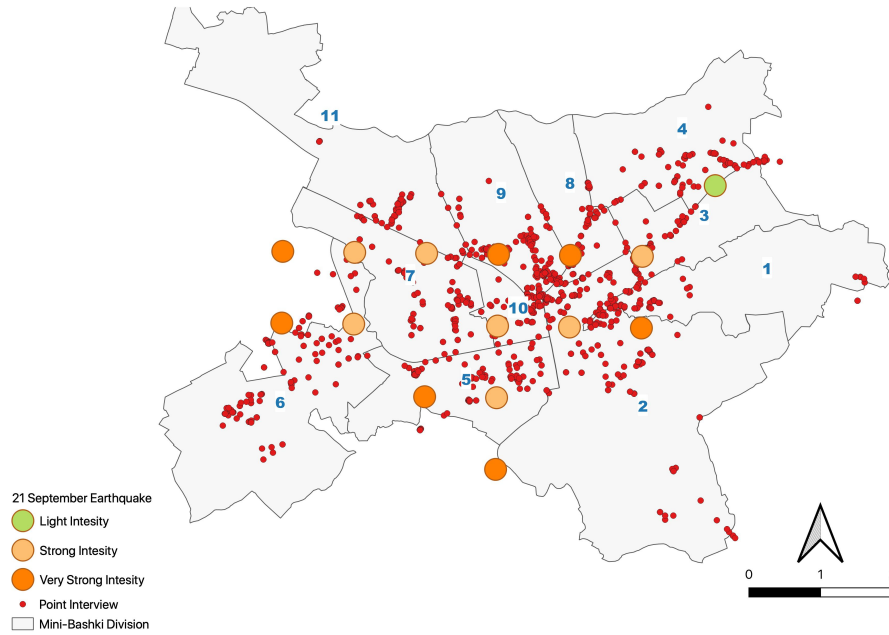 11
4
9
8
3
1
7
10
5
6
2
21 September Earthquake
Light Intesity
Strong Intesity
Very Strong Intesity
Point Interview
Mini-Bashki Division
0 1